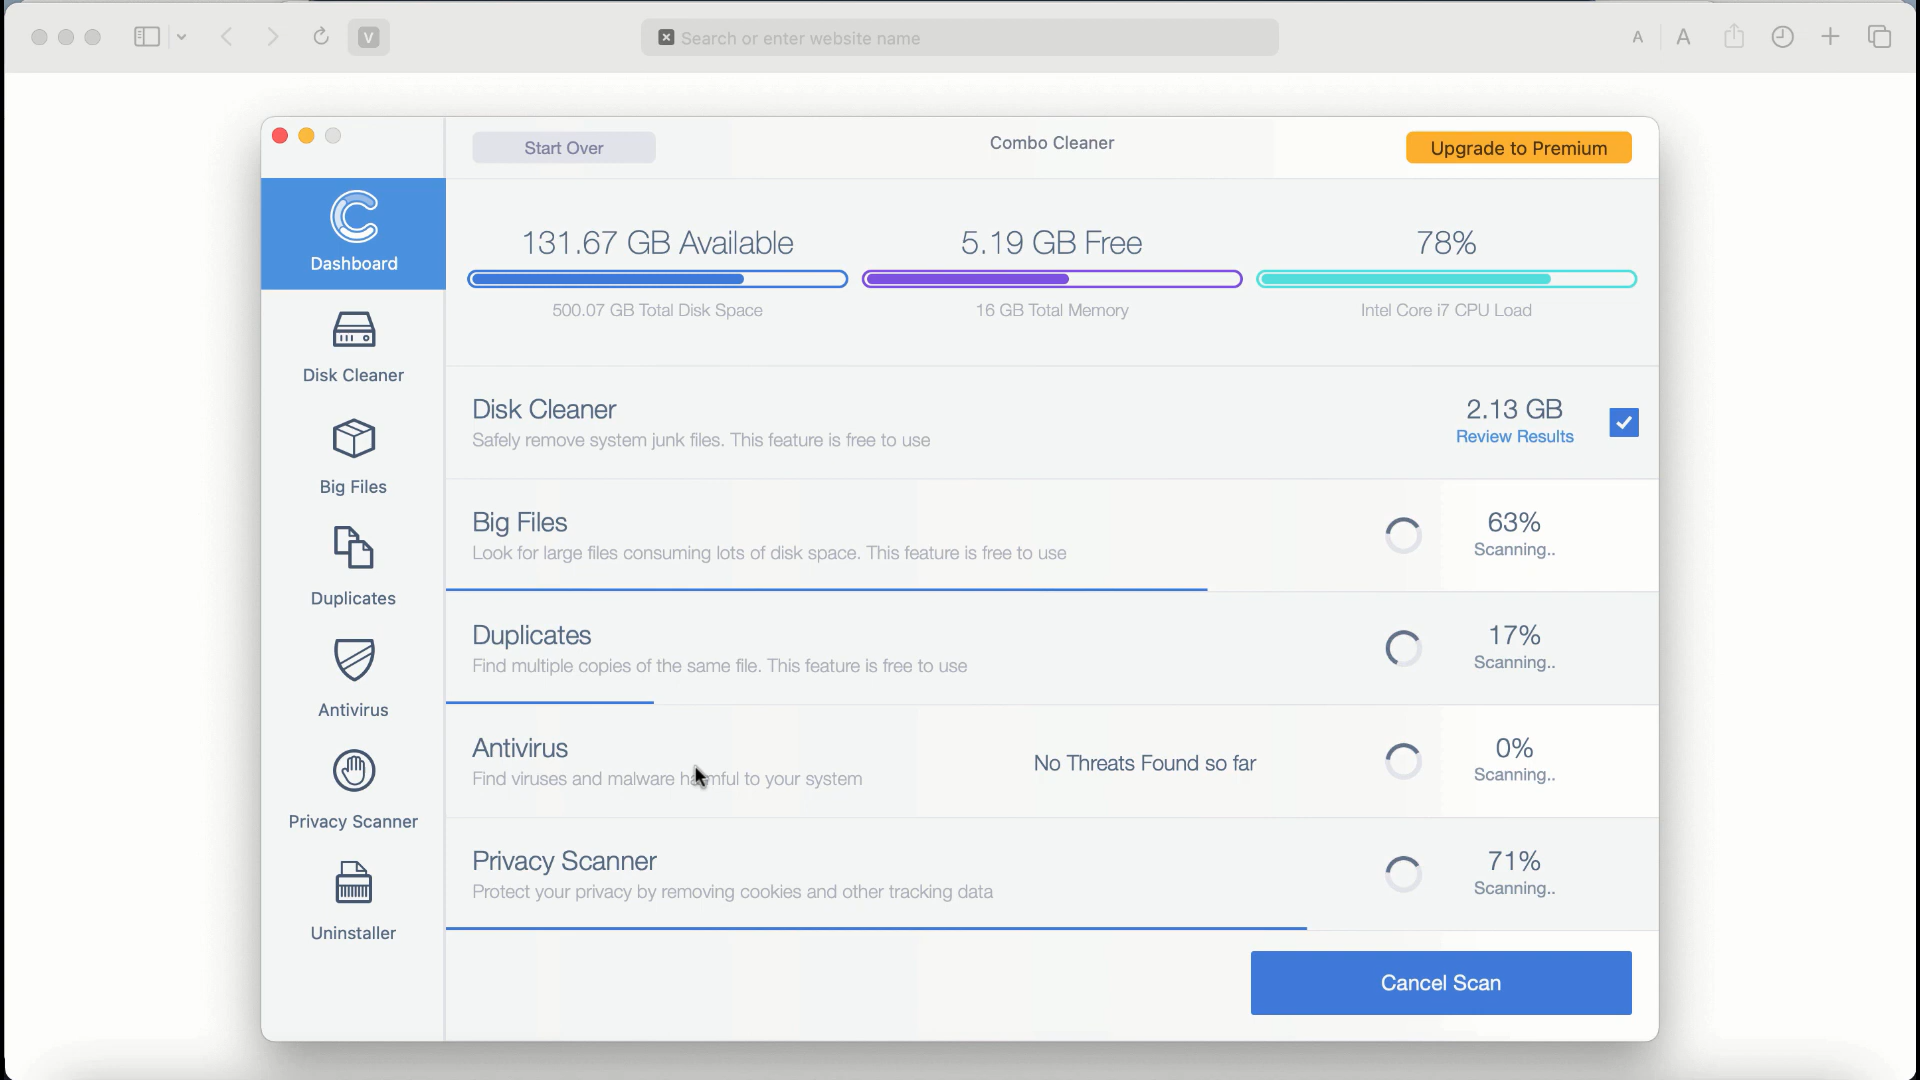 V
Search or enter website name
A
A
Start Over
Combo Cleaner
Upgrade to Premium
Dashboard
Disk Cleaner
Big Files
Duplicates
Antivirus
Privacy Scanner
Uninstaller
131.67 GB Available
500.07 GB Total Disk Space
5.19 GB Free
16 GB Total Memory
78%
Intel Core i7 CPU Load
Disk Cleaner
Safely remove system junk files. This feature is free to use
2.13 GB
Review Results
Big Files
Look for large files consuming lots of disk space. This feature is free to use
63%
Scanning..
Duplicates
Find multiple copies of the same file. This feature is free to use
17%
Scanning..
Antivirus
Find viruses and malware harmful to your system
No Threats Found so far
0%
Scanning..
Privacy Scanner
Protect your privacy by removing cookies and other tracking data
71%
Scanning..
Cancel Scan